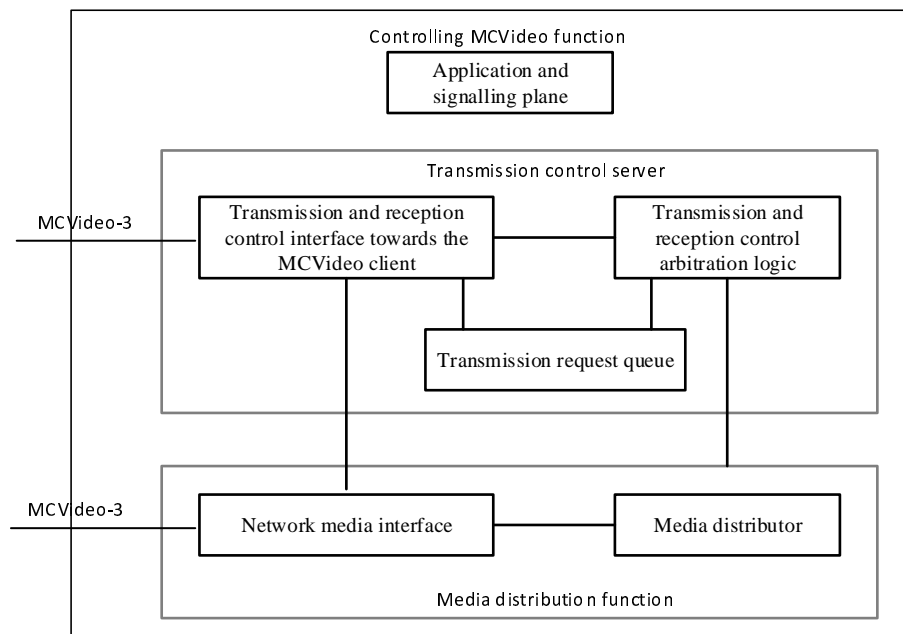 Controlling MCVideo function
Application and
signalling plane
Transmission control server
MCVideo-3
Transmission and reception
control interface towards the
MCVideo client
Transmission and
reception control
arbitration logic
Transmission request queue
MCVideo-3
Network media interface
Media distributor
Media distribution function